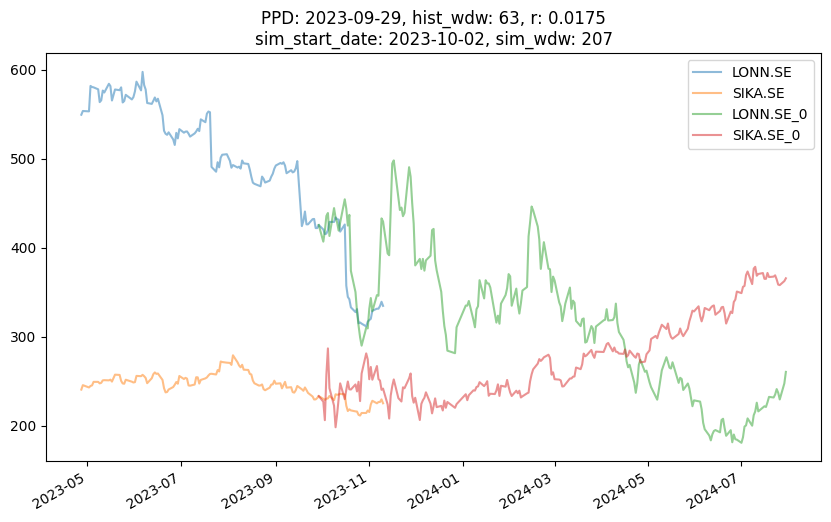 PPD: 2023-09-29, hist_wdw: 63, r: 0.0175
sim_start_date: 2023-10-02, sim_wdw: 207
600
500
400
300
200
LONN.SE
SIKA.SE
LONN.SE_0
SIKA.SE_0
2023-05
2023-07
2023-09
2023-11
2024-01
2024-03
2024-05
2024-07